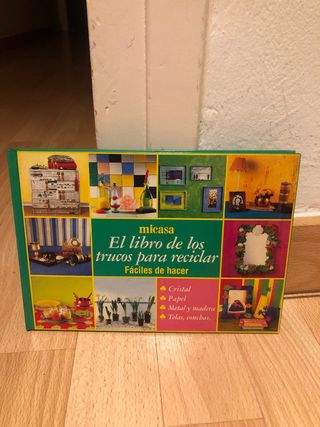 micasa
El libro de los
trucos para reciclar
Fáciles de hacer
Cristal
Papel
Metal y madera
Telas, conchas.